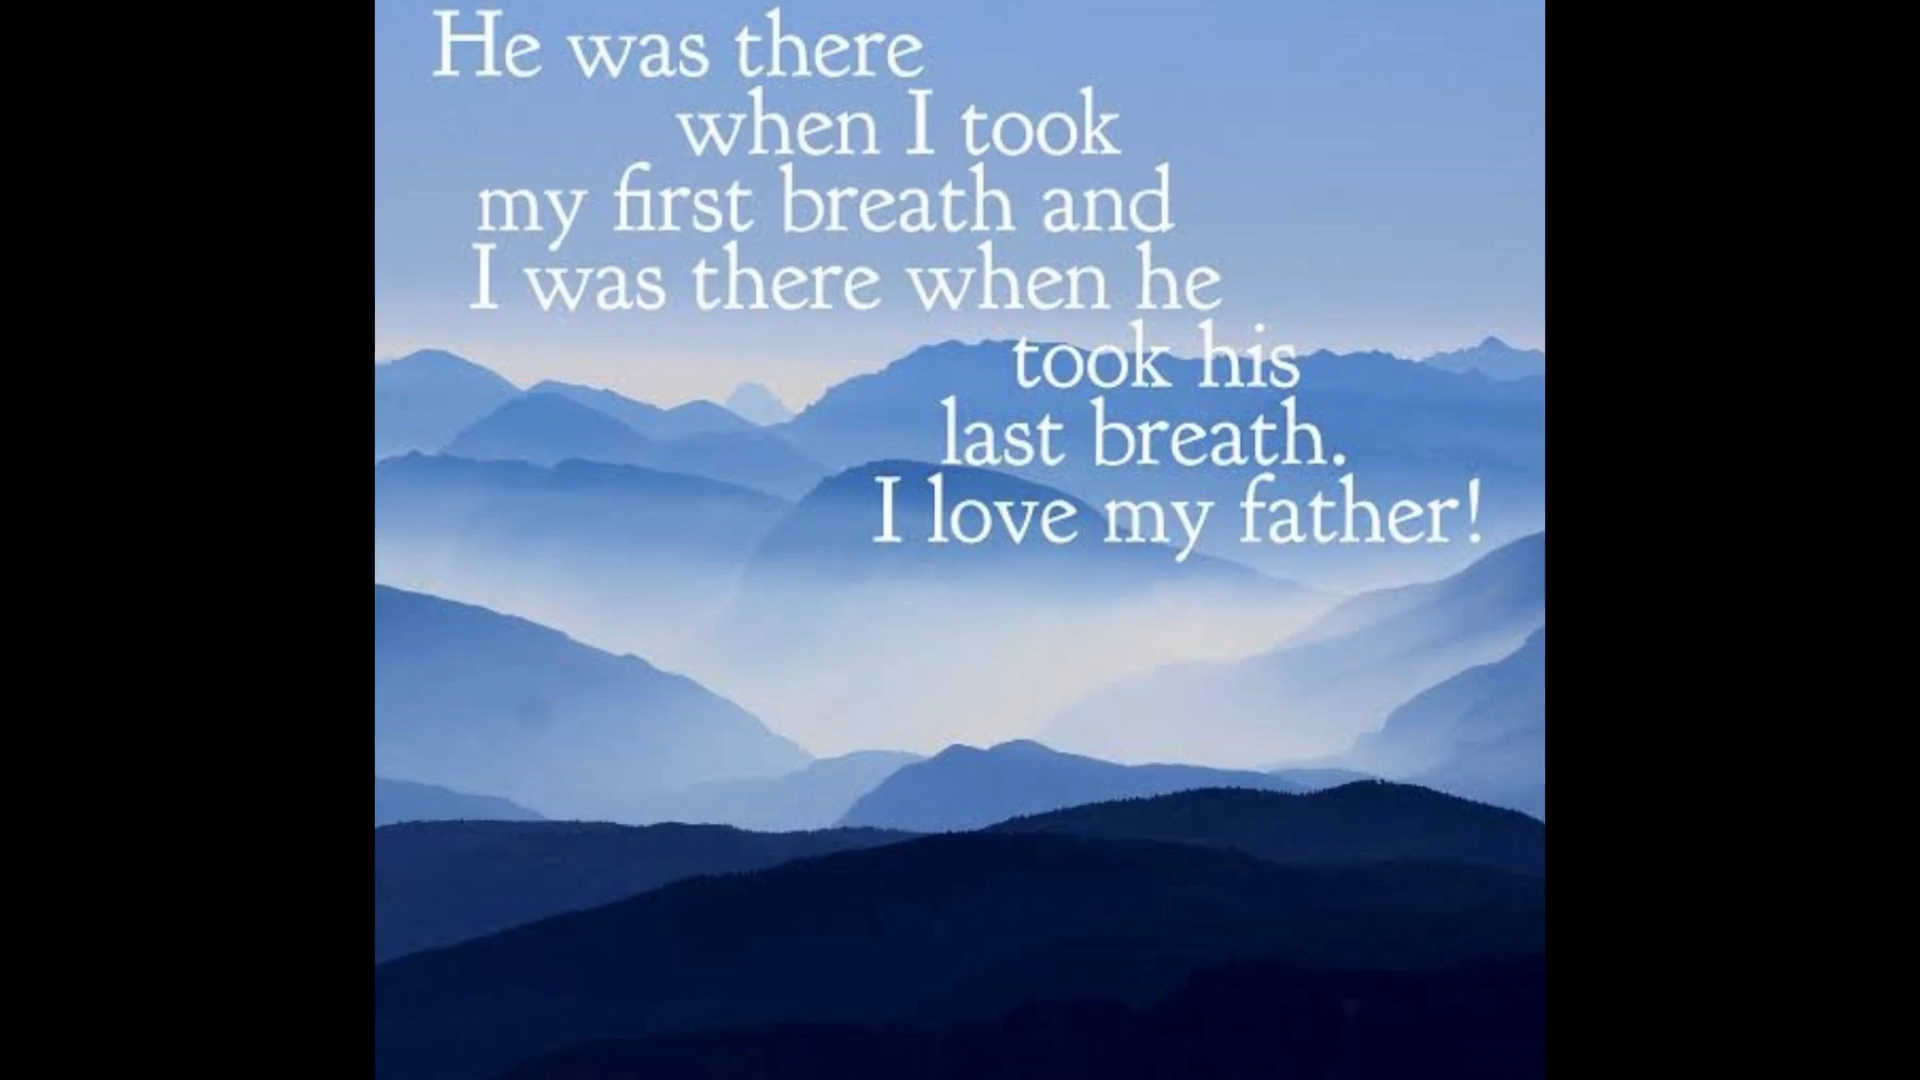 He was there
when I took
my first breath and
I was there when he
took his
last breath.
I love my father!